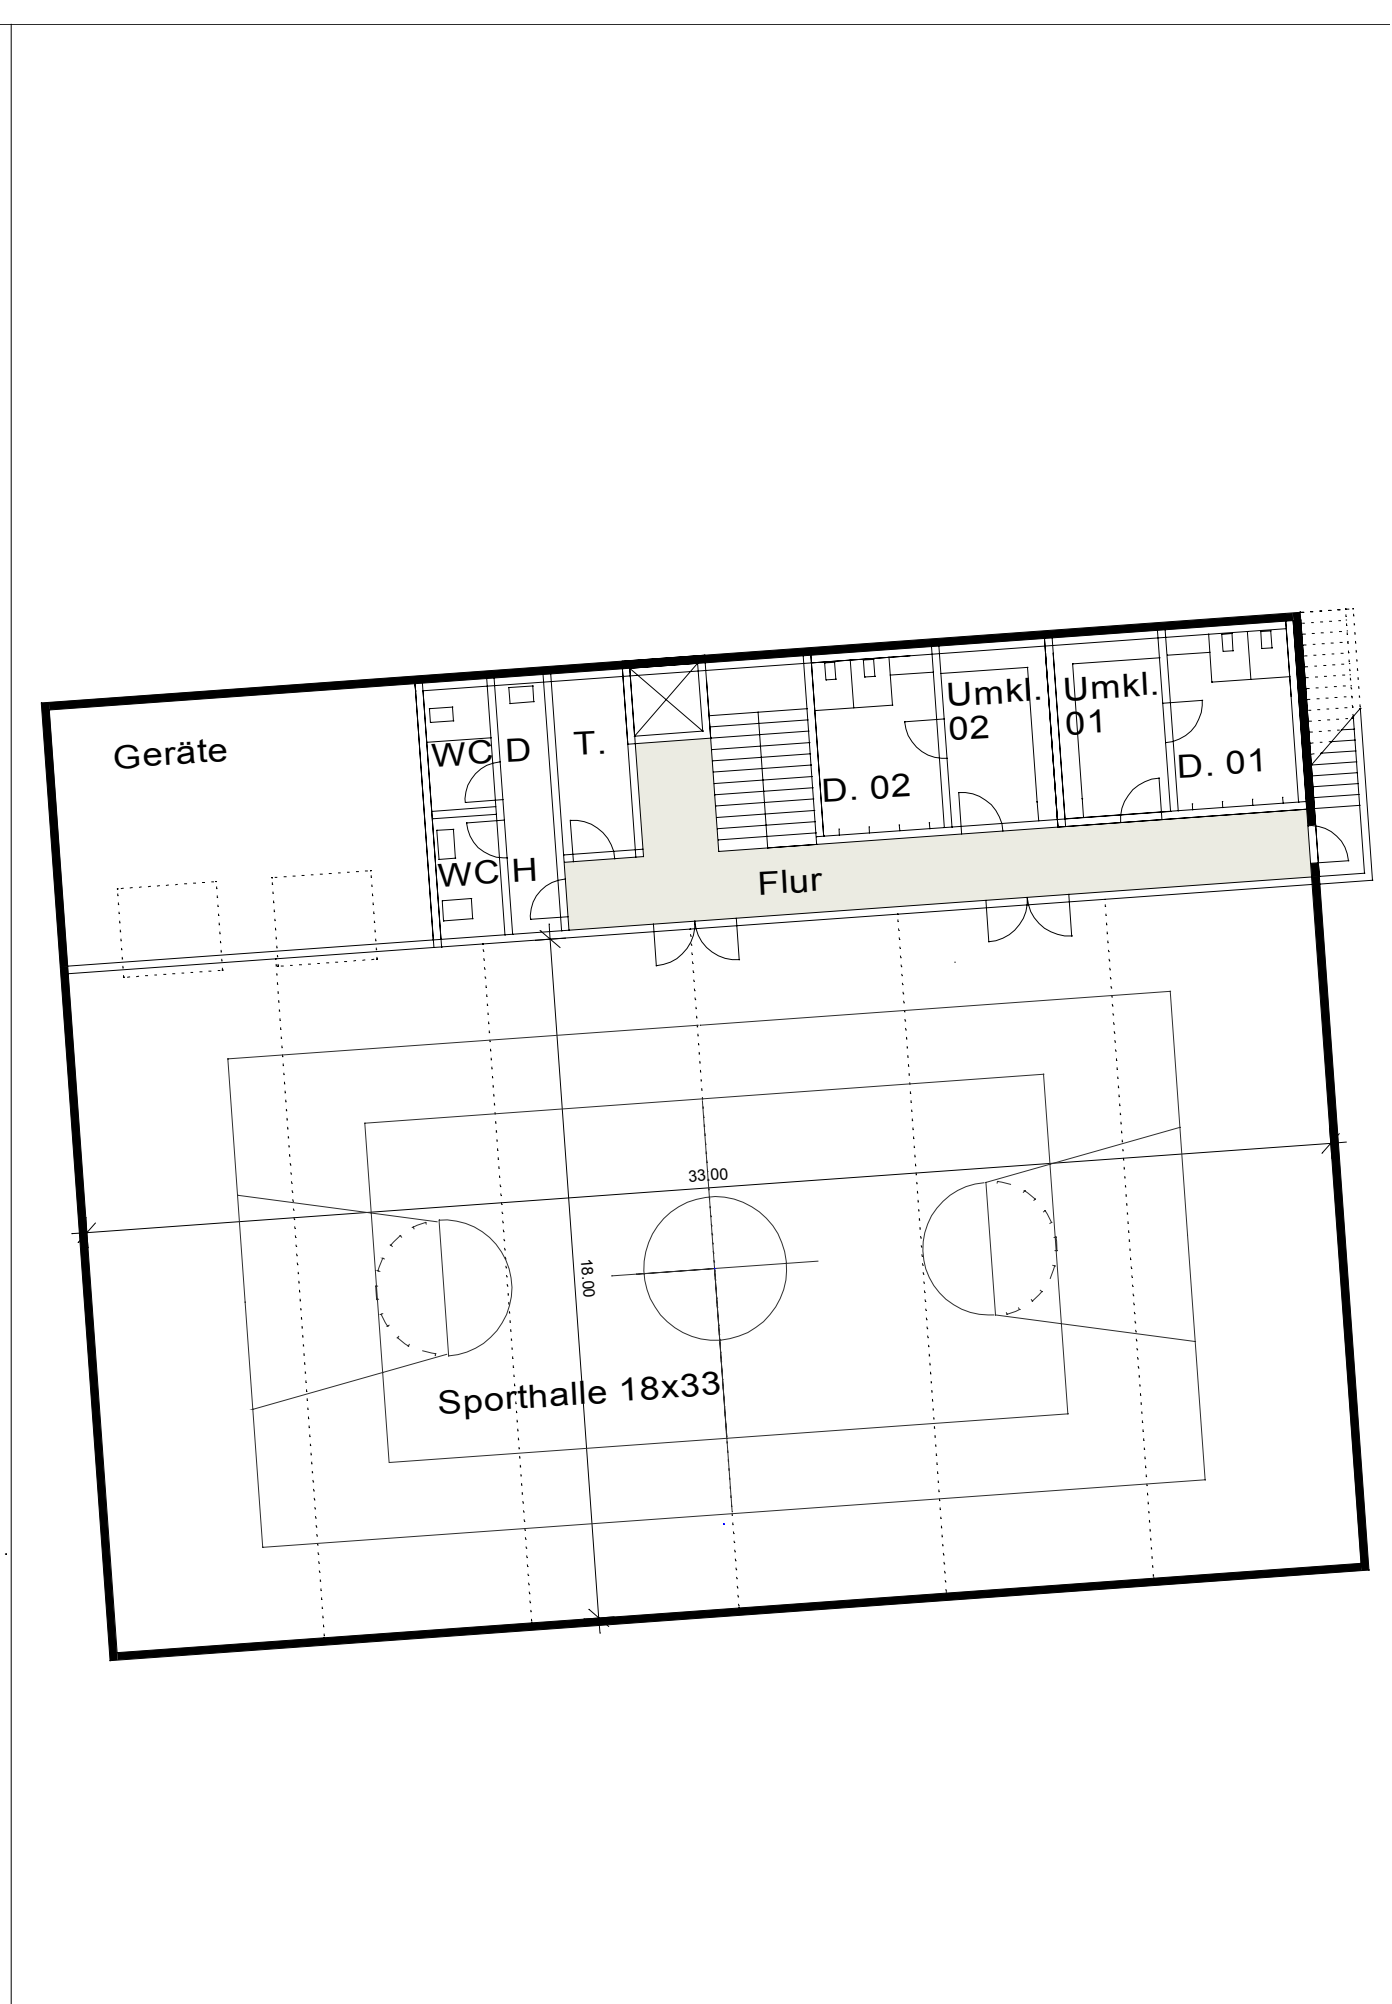 Geräte
WC D
T.
Umkl.
02
Umkl.
01
D. 02
D. 01
WC H
Flur
33.00
18.00
Sporthalle 18x33